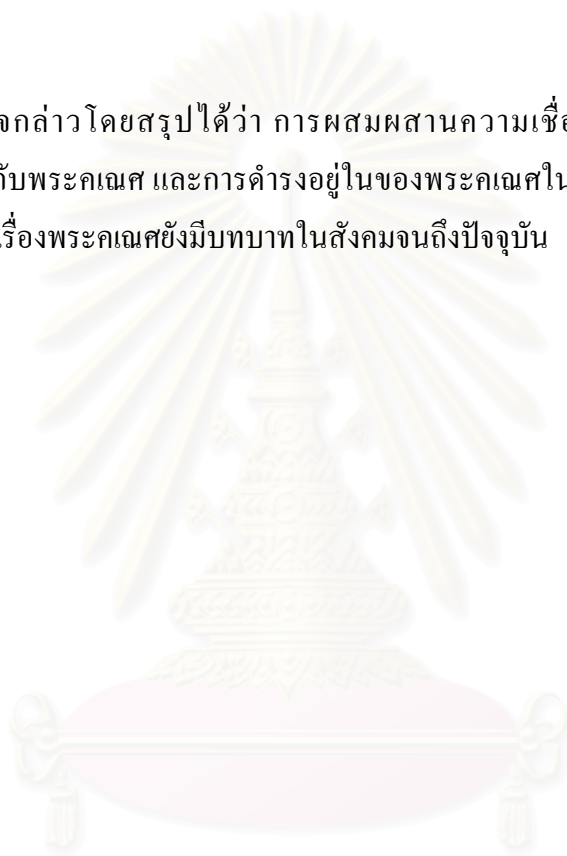 จกล่าวโดยสรุปได้ว่า การผสมผสานความเชื่อ
กับพระคเณศ และการดำรงอยู่ในของพระคเณศใน
เรื่องพระคเณศยังมีบทบาทในสังคมจนถึงปัจจุบัน